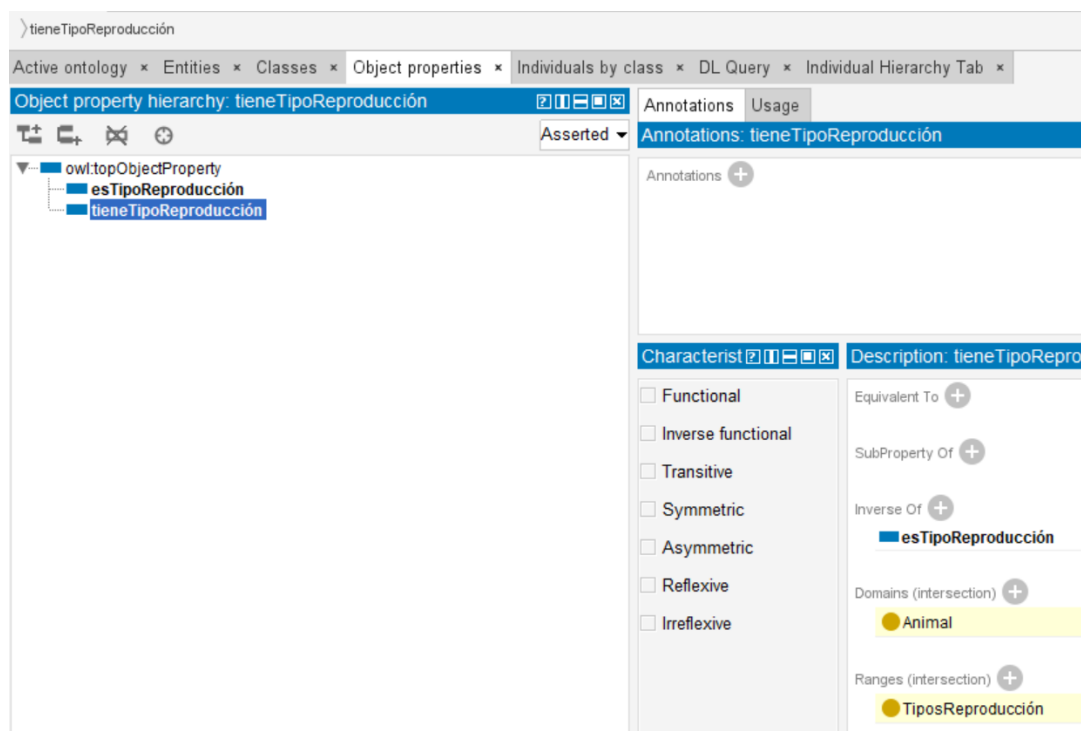 tieneTipoReproducción
Active ontology × Entities × Classes × Object properties × Individuals by class × DL Query × Individual Hierarchy Tab ×
Object property hierarchy: tieneTipoReproducción
Asserted
owl:topObjectProperty
esTipoReproducción
tieneTipoReproducción
Annotations Usage
Annotations: tieneTipoReproducción
Annotations
Characterist
Functional
Inverse functional
Transitive
Symmetric
Asymmetric
Reflexive
Irreflexive
Description: tieneTipoRepro
Equivalent To
SubProperty Of
Inverse Of
esTipoReproducción
Domains (intersection)
Animal
Ranges (intersection)
TiposReproducción